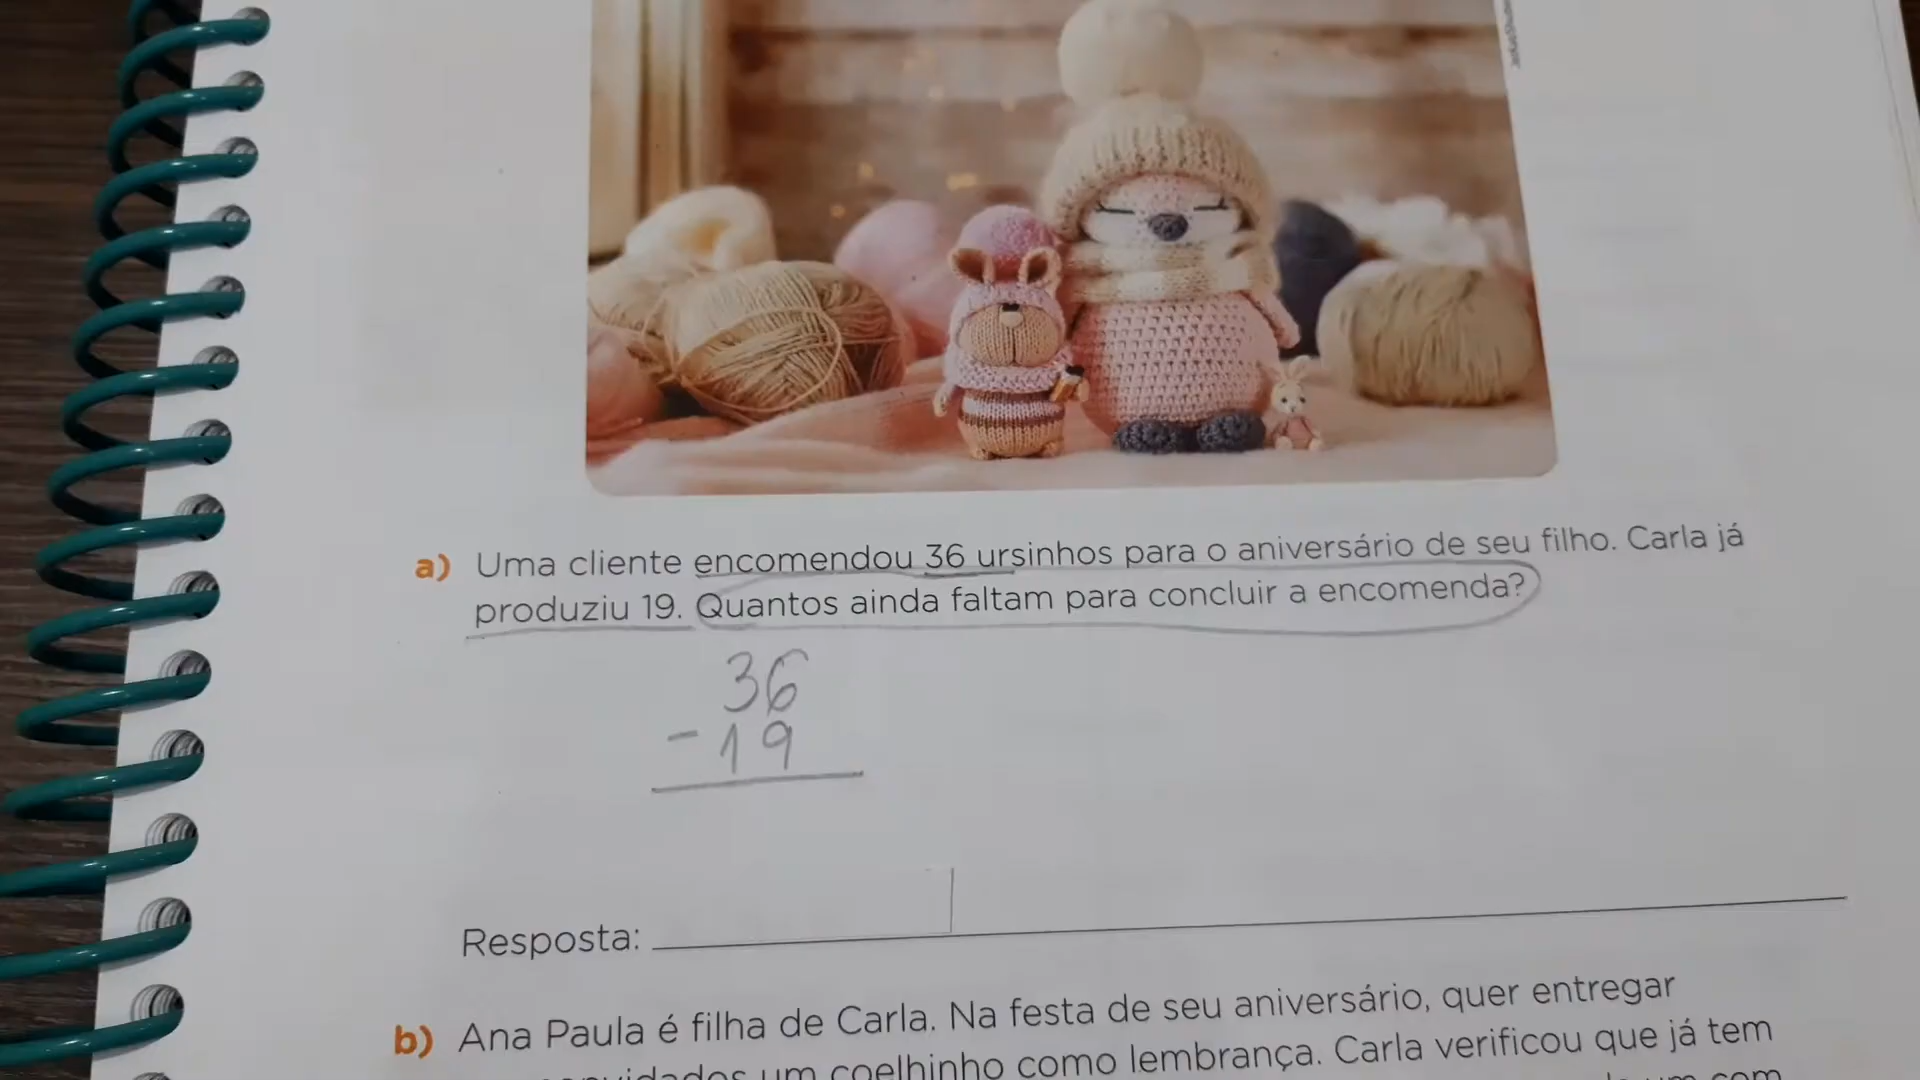 a) Uma cliente encomendou 36 ursinhos para o aniversário de seu filho. Carla já
produziu 19. Quantos ainda faltam para concluir a encomenda?
36
- 19
Resposta:
b) Ana Paula é filha de Carla. Na festa de seu aniversário, quer entregar
um coelhinho como lembrança. Carla verificou que já tem